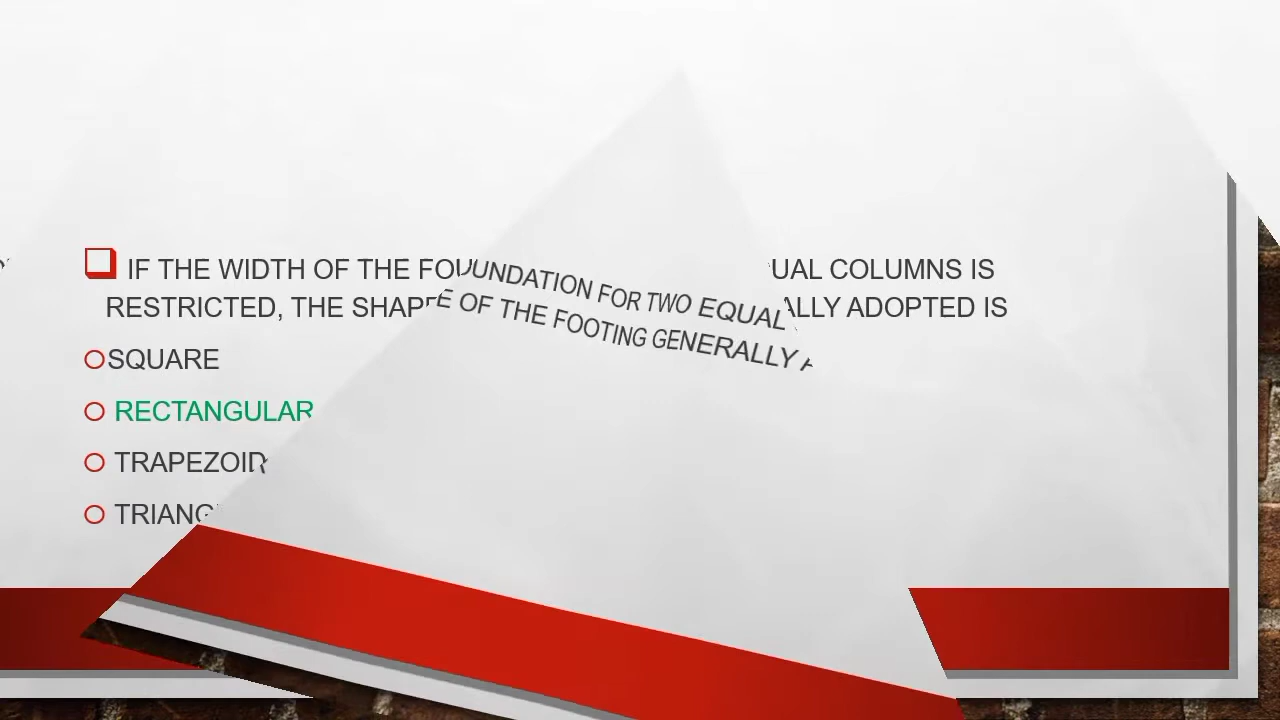 IF THE WIDTH OF THE FOUNDATION FOR TWO EQUAL COLUMNS IS
RESTRICTED, THE SHAPE OF THE FOOTING GENERALLY ADOPTED IS
SQUARE
RECTANGULAR